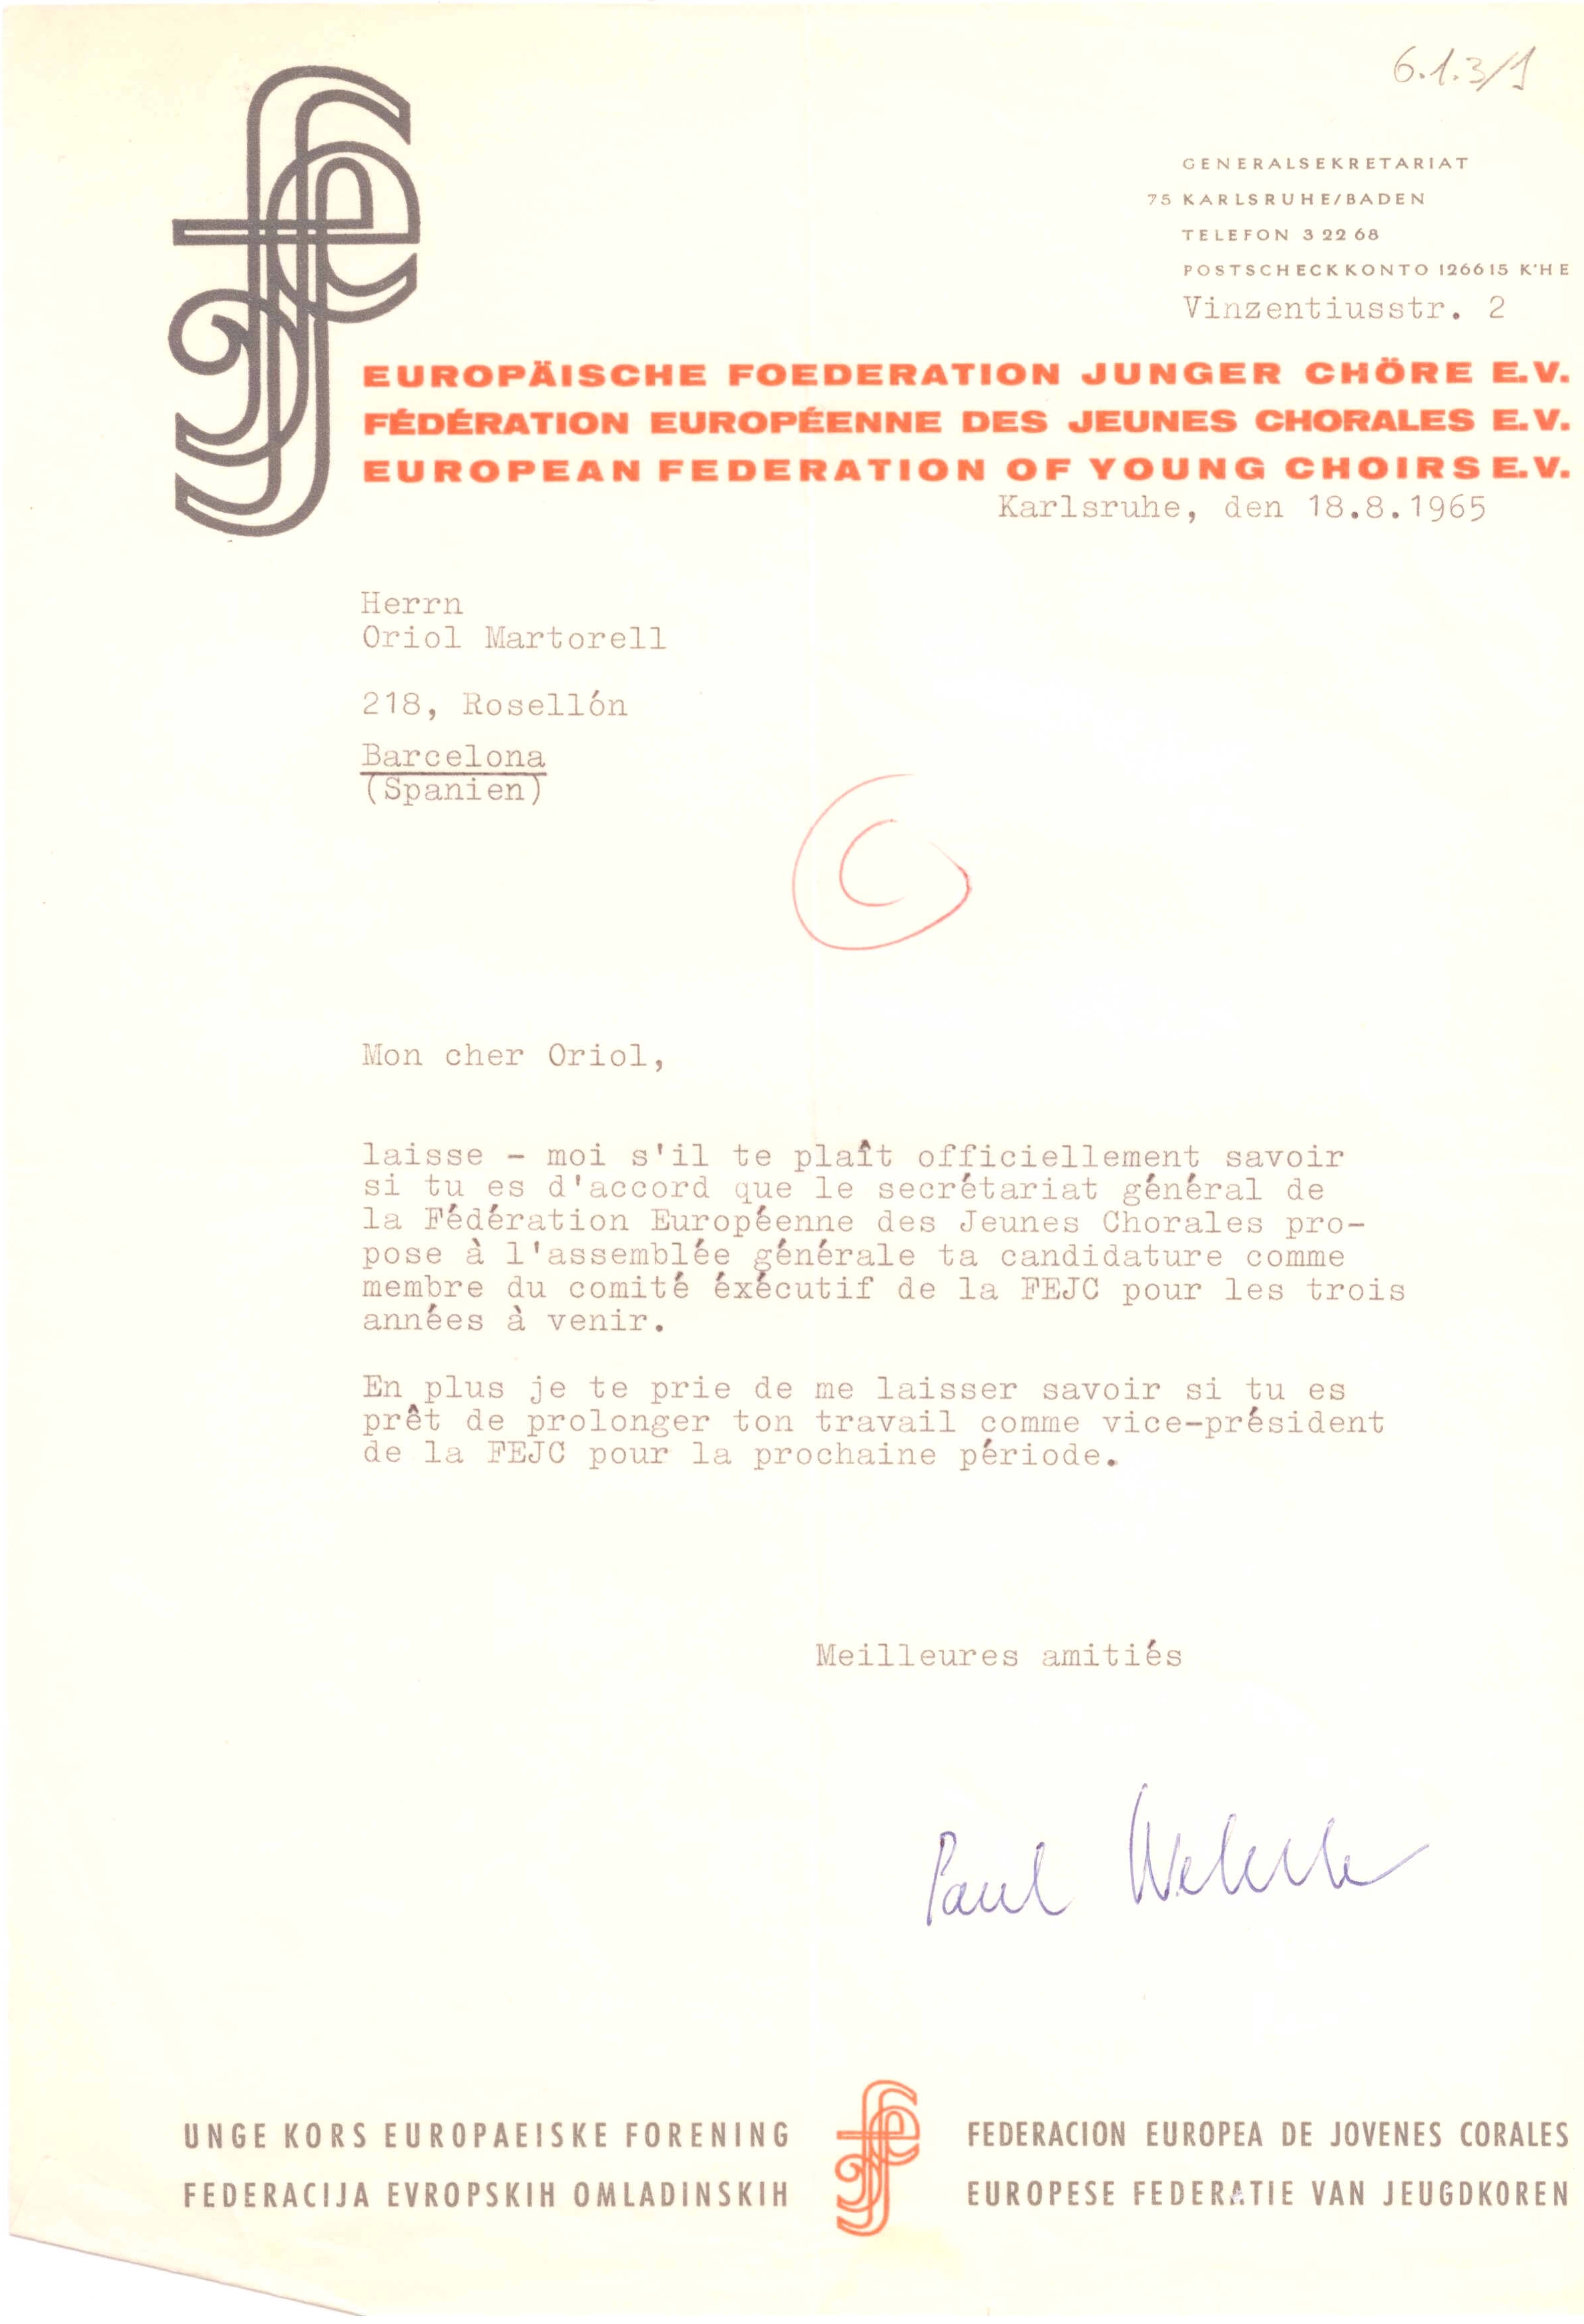 6.1.3/1
GENERALSEKRETARIAT
75 KARLSRUHE/BADEN
TELEFON 3 22 68
POSTSCHECKKONTO 126615 K'HE
Vinzentiusstr. 2
EUROPÄISCHE FOEDERATION JUNGER CHÖRE E.V.
FÉDÉRATION EUROPÉENNE DES JEUNES CHORALES E.V.
EUROPEAN FEDERATION OF YOUNG CHOIRS E.V.
Karlsruhe, den 18.8.1965
Herrn
Oriol Martorell
218, Rosellón
Barcelona
(Spanien)
Mon cher Oriol,
laisse - moi s'il te plaît officiellement savoir
si tu es d'accord que le secrétariat général de
la Fédération Européenne des Jeunes Chorales pro-
pose à l'assemblée générale ta candidature comme
membre du comité éxécutif de la FEJC pour les trois
années à venir.
En plus je te prie de me laisser savoir si tu es
prêt de prolonger ton travail comme vice-président
de la FEJC pour la prochaine période.
Meilleures amitiés
Paul
UNGE KORS EUROPAEISKE FORENING
FEDERACIJA EVROPSKIH OMLADINSKIH
FEDERACION EUROPEA DE JOVENES CORALES
EUROPESE FEDERATIE VAN JEUGDKOREN